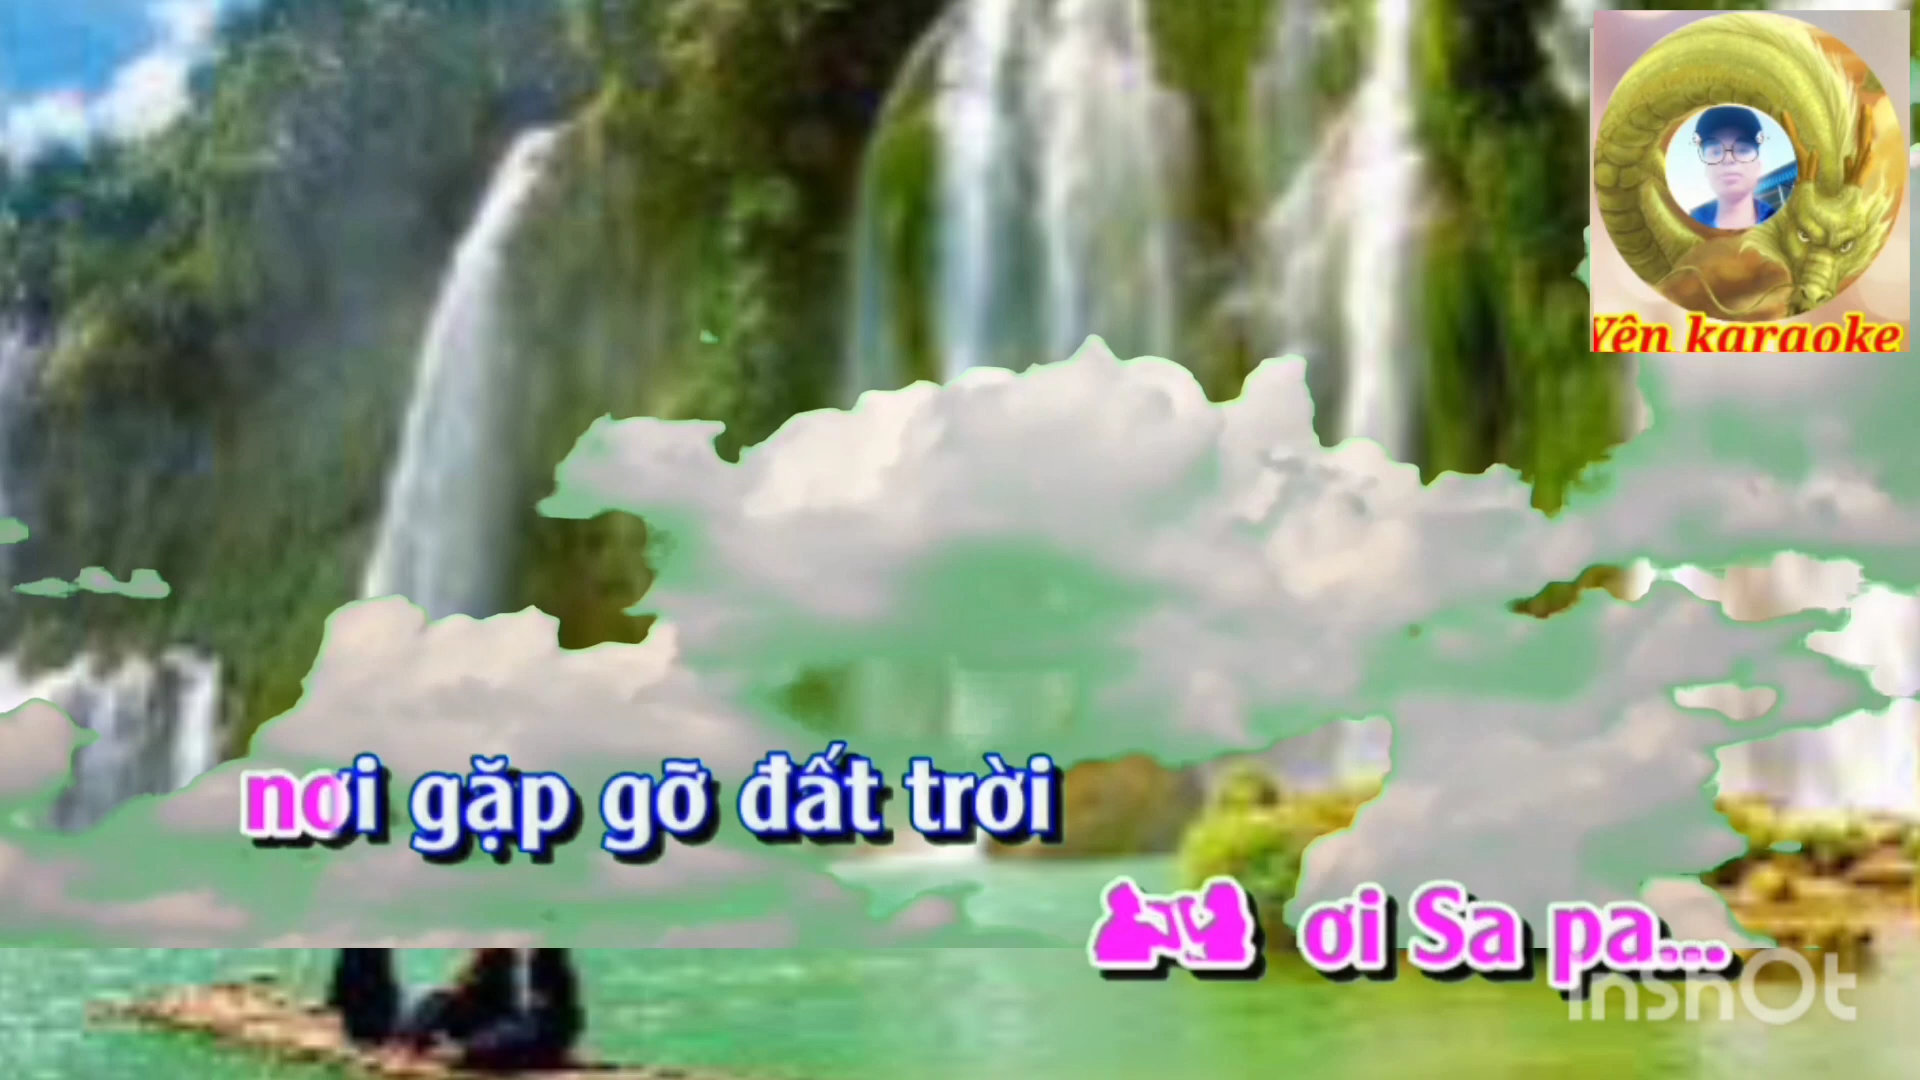 Yên karaoke
nơi gặp gỡ đất trời
ơi Sa pa...
InShOt